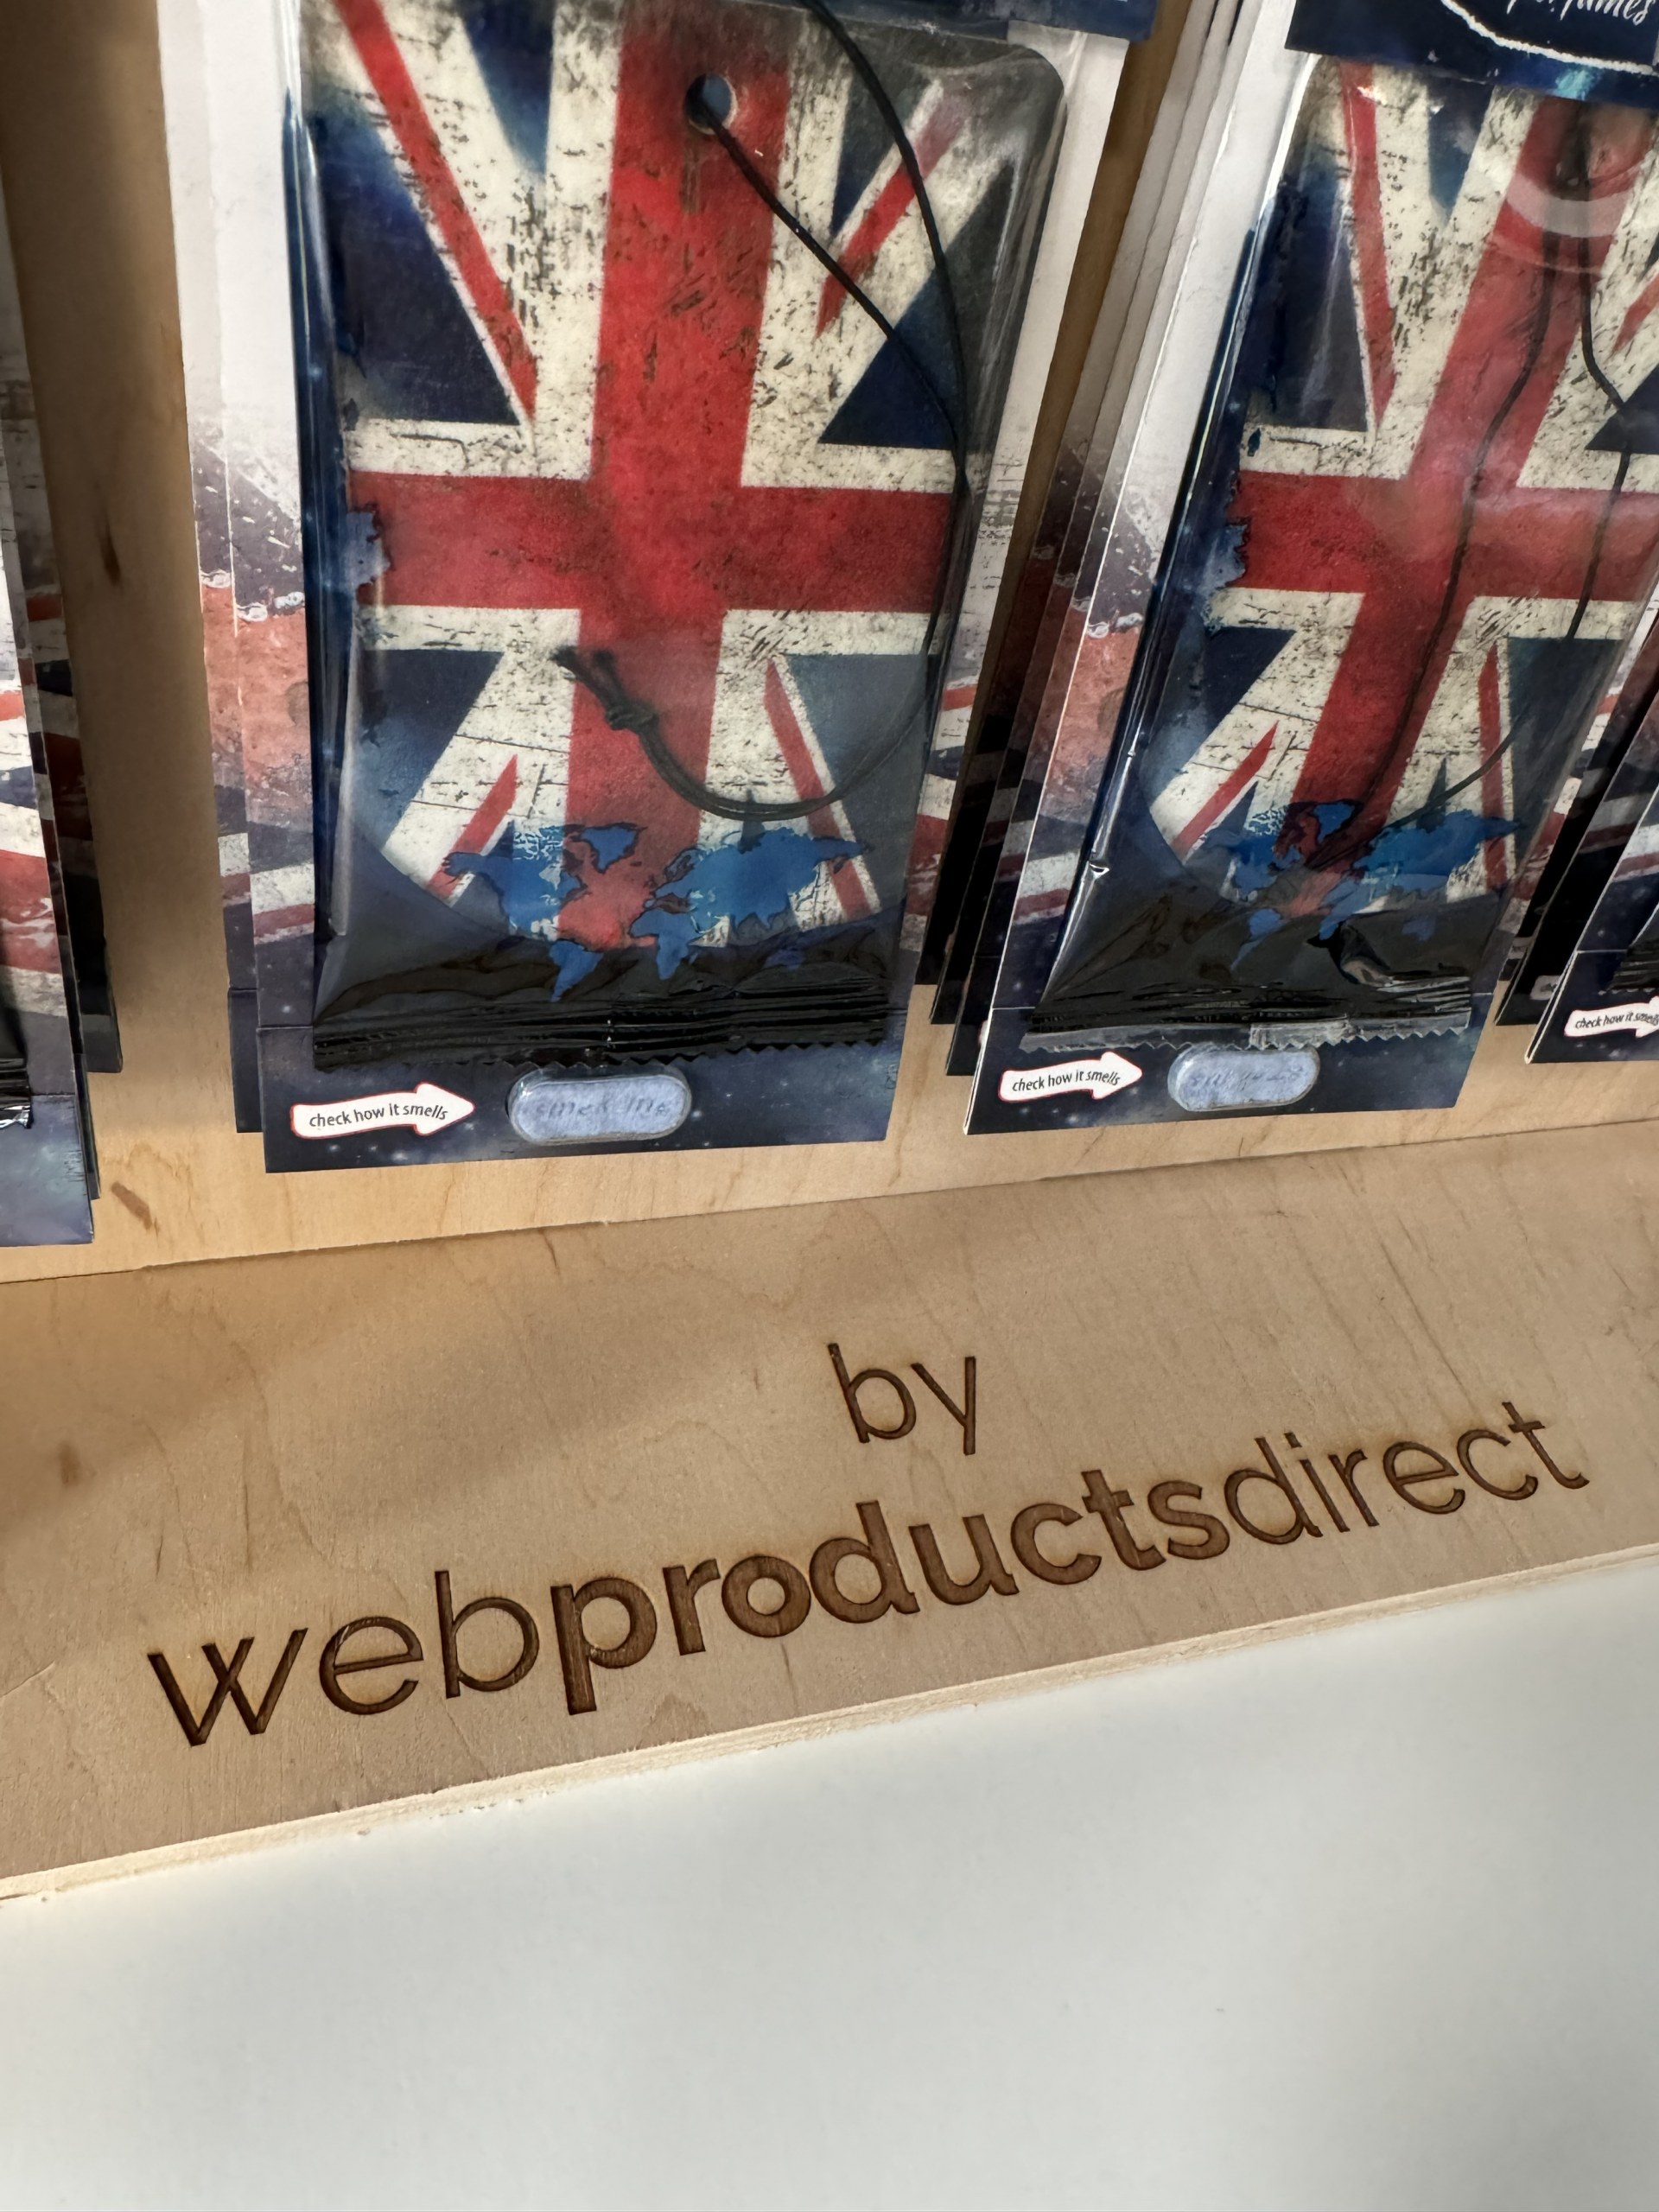 check how it smells
smell me
check how it smells
check how it smells
by
webproductsdirect